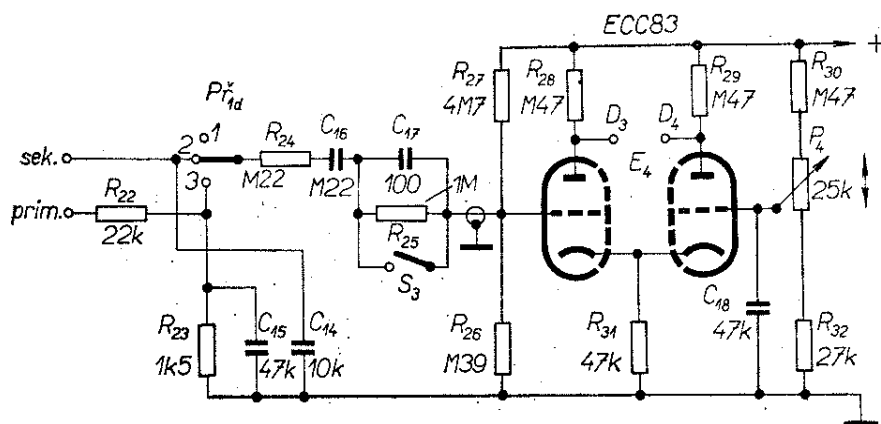 ECC83
+
R27
4M7
R28
M47
R29
M47
R30
M47
Př1d
1
2
3
sek.
R24
M22
C16
M22
C17
100
1M
R25
S3
D3
D4
E4
P4
25k
prim.
R22
22k
R23
1k5
C15
47k
C14
10k
R26
M39
R31
47k
C18
47k
R32
27k